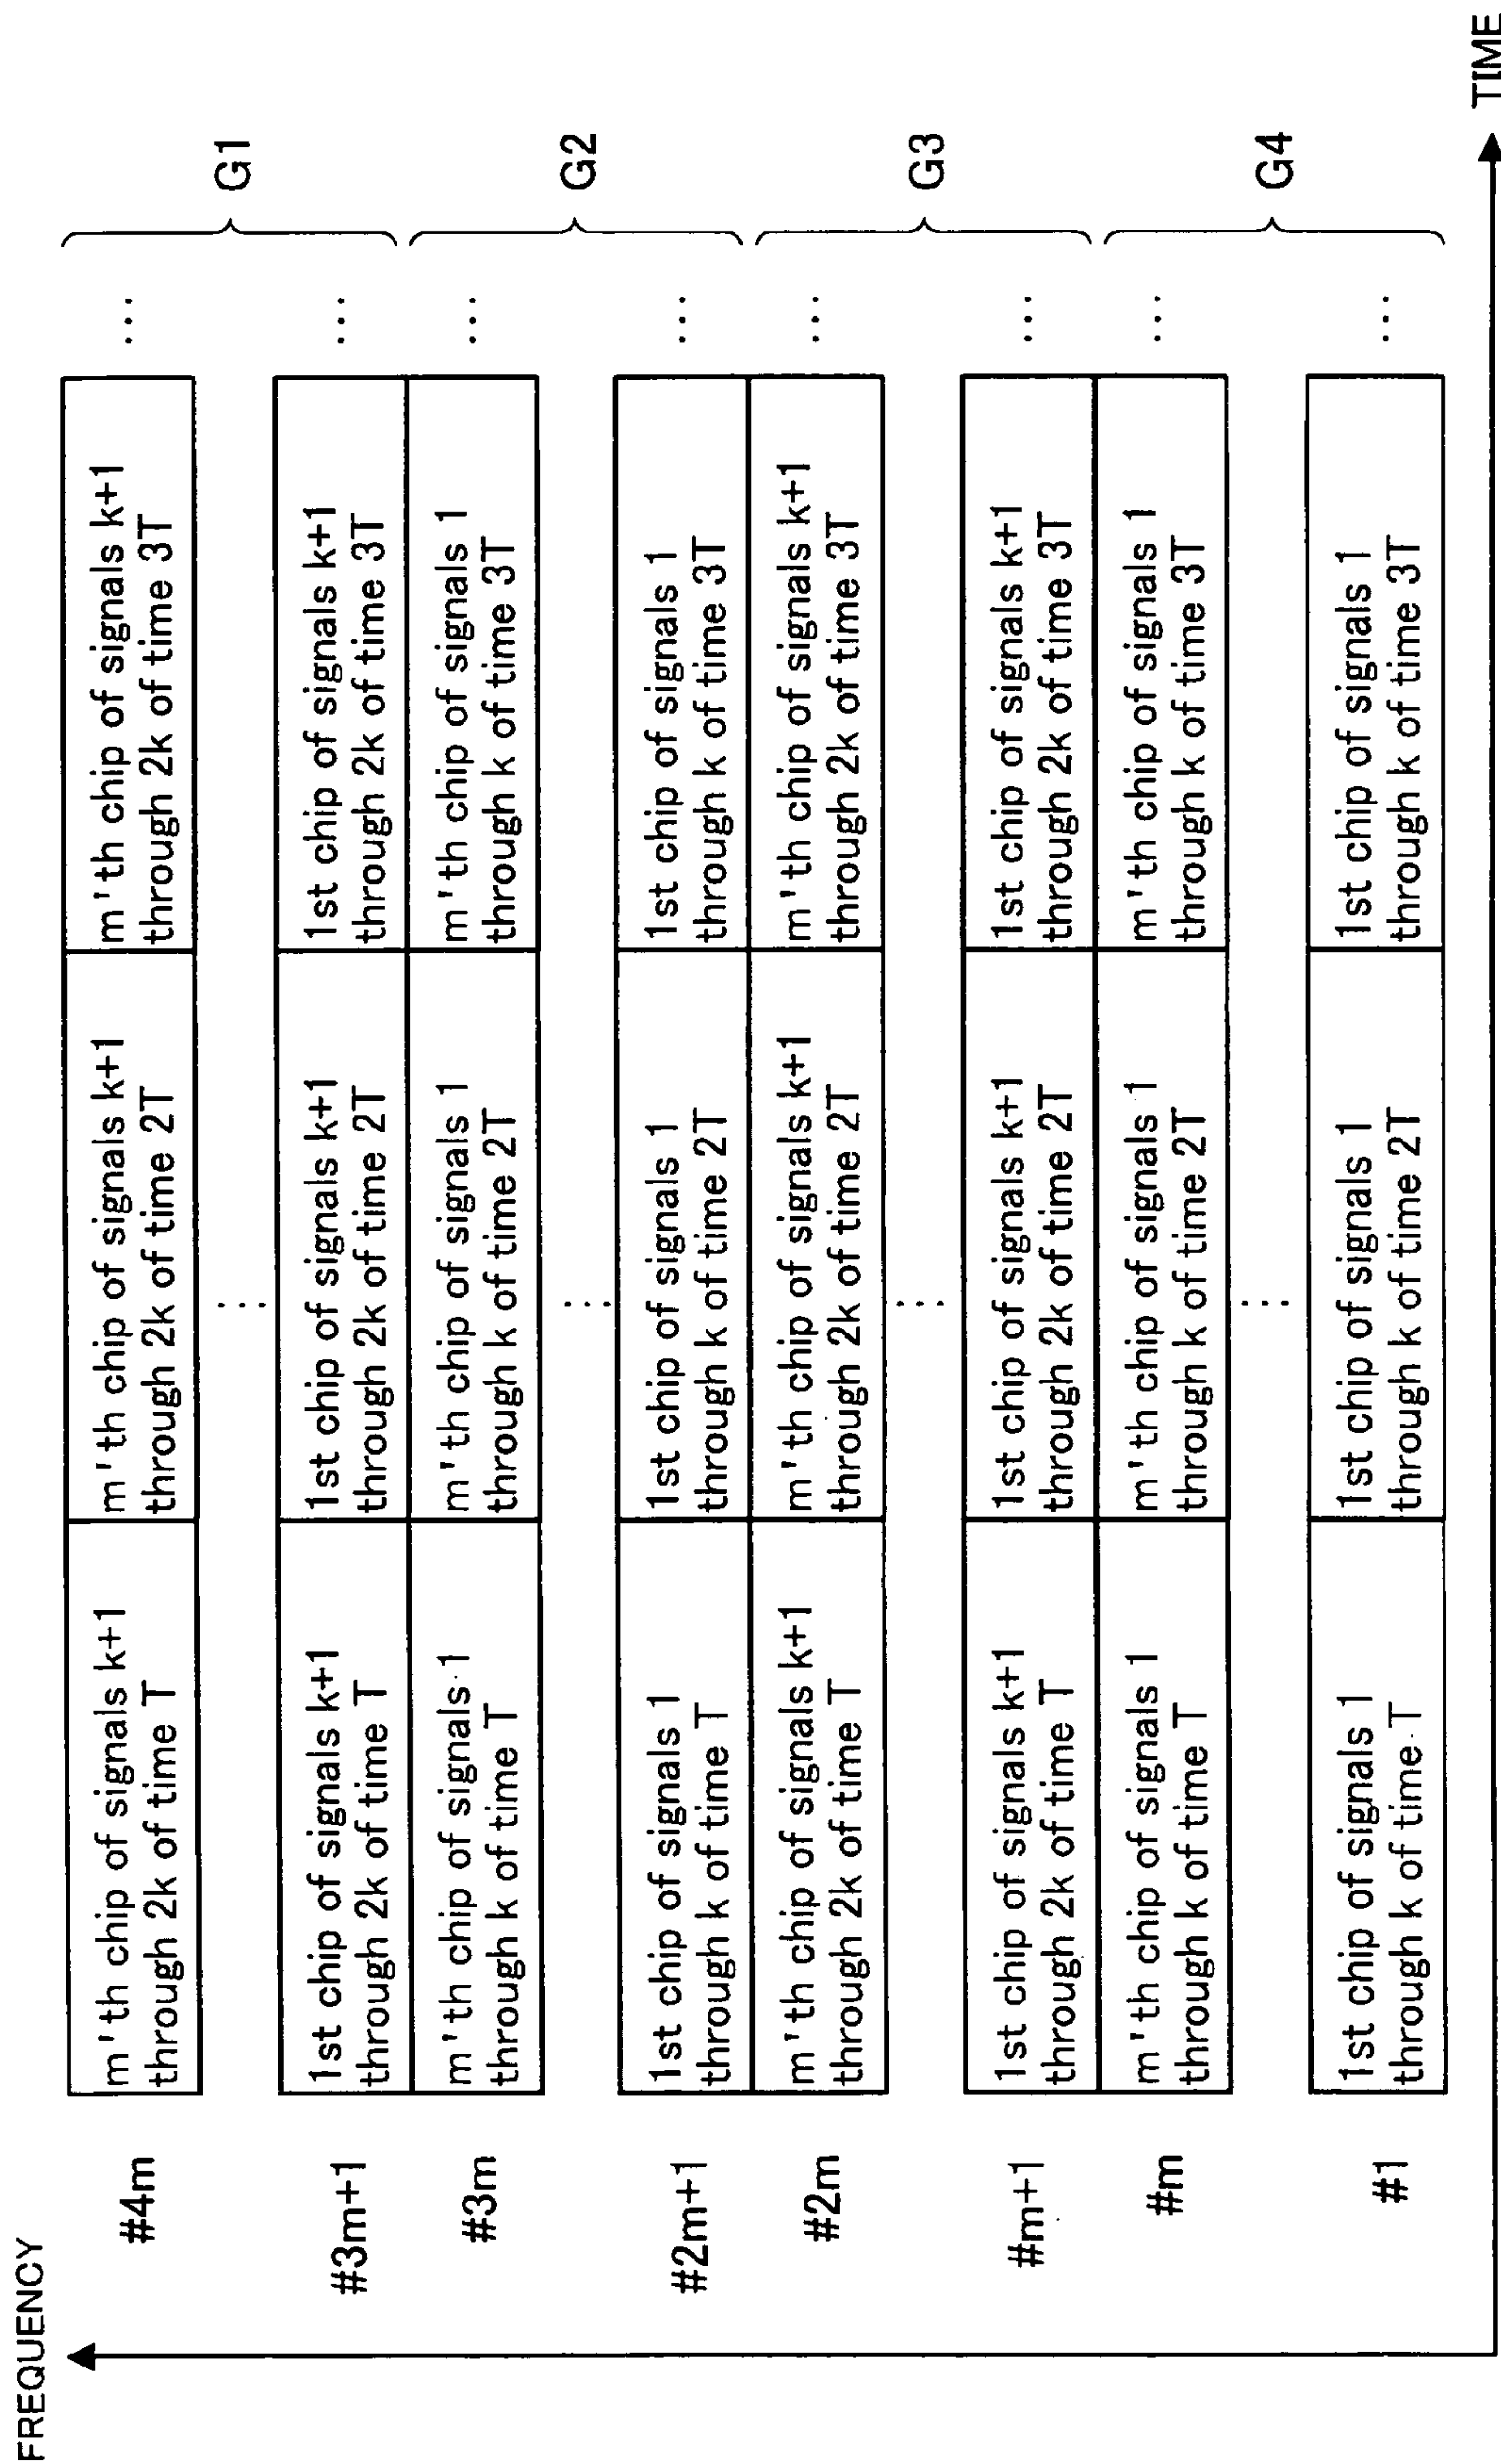 FREQUENCY
#4m
m'th chip of signals k+1
through 2k of time T
m'th chip of signals k+1
through 2k of time 2T
m'th chip of signals k+1
through 2k of time 3T
...
G1
...
#3m+1
1st chip of signals k+1
through 2k of time T
1st chip of signals k+1
through 2k of time 2T
1st chip of signals k+1
through 2k of time 3T
...
#3m
m'th chip of signals 1
through k of time T
m'th chip of signals 1
through k of time 2T
m'th chip of signals 1
through k of time 3T
...
G2
...
#2m+1
1st chip of signals 1
through k of time T
1st chip of signals 1
through k of time 2T
1st chip of signals 1
through k of time 3T
...
#2m
m'th chip of signals k+1
through 2k of time T
m'th chip of signals k+1
through 2k of time 2T
m'th chip of signals k+1
through 2k of time 3T
...
G3
...
#m+1
1st chip of signals k+1
through 2k of time T
1st chip of signals k+1
through 2k of time 2T
1st chip of signals k+1
through 2k of time 3T
...
#m
m'th chip of signals 1
through k of time T
m'th chip of signals 1
through k of time 2T
m'th chip of signals 1
through k of time 3T
...
G4
...
#1
1st chip of signals 1
through k of time T
1st chip of signals 1
through k of time 2T
1st chip of signals 1
through k of time 3T
...
TIME